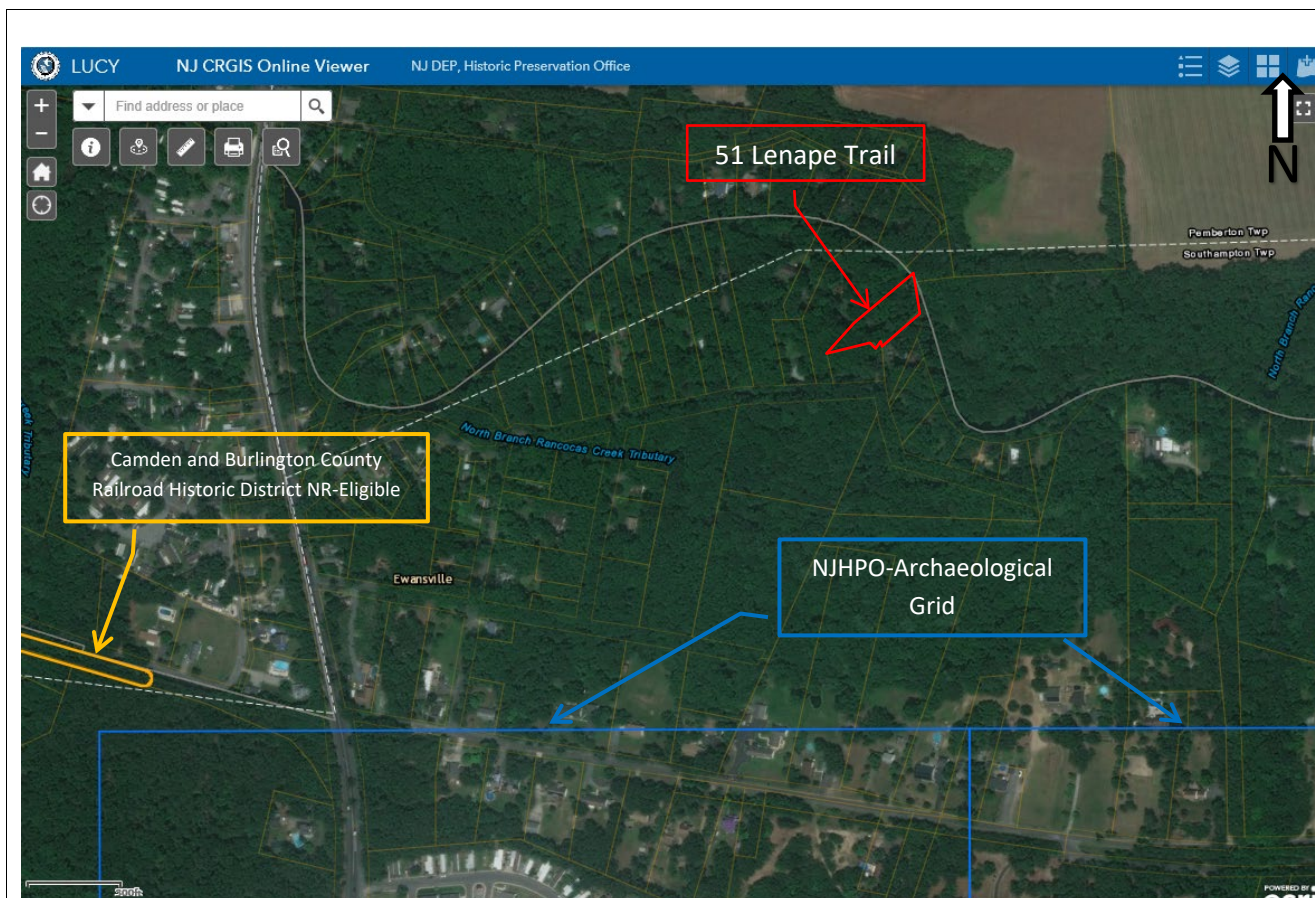 LUCY NJ CRGIS Online Viewer NJ DEP, Historic Preservation Office
Find address or place
N
51 Lenape Trail
Pemberton Twp
Southampton Twp
North Branch
North Branch Rancocas Creek Tributary
Camden and Burlington County
Railroad Historic District NR-Eligible
Ewansville
NJHPO-Archaeological
Grid
POWERED BY